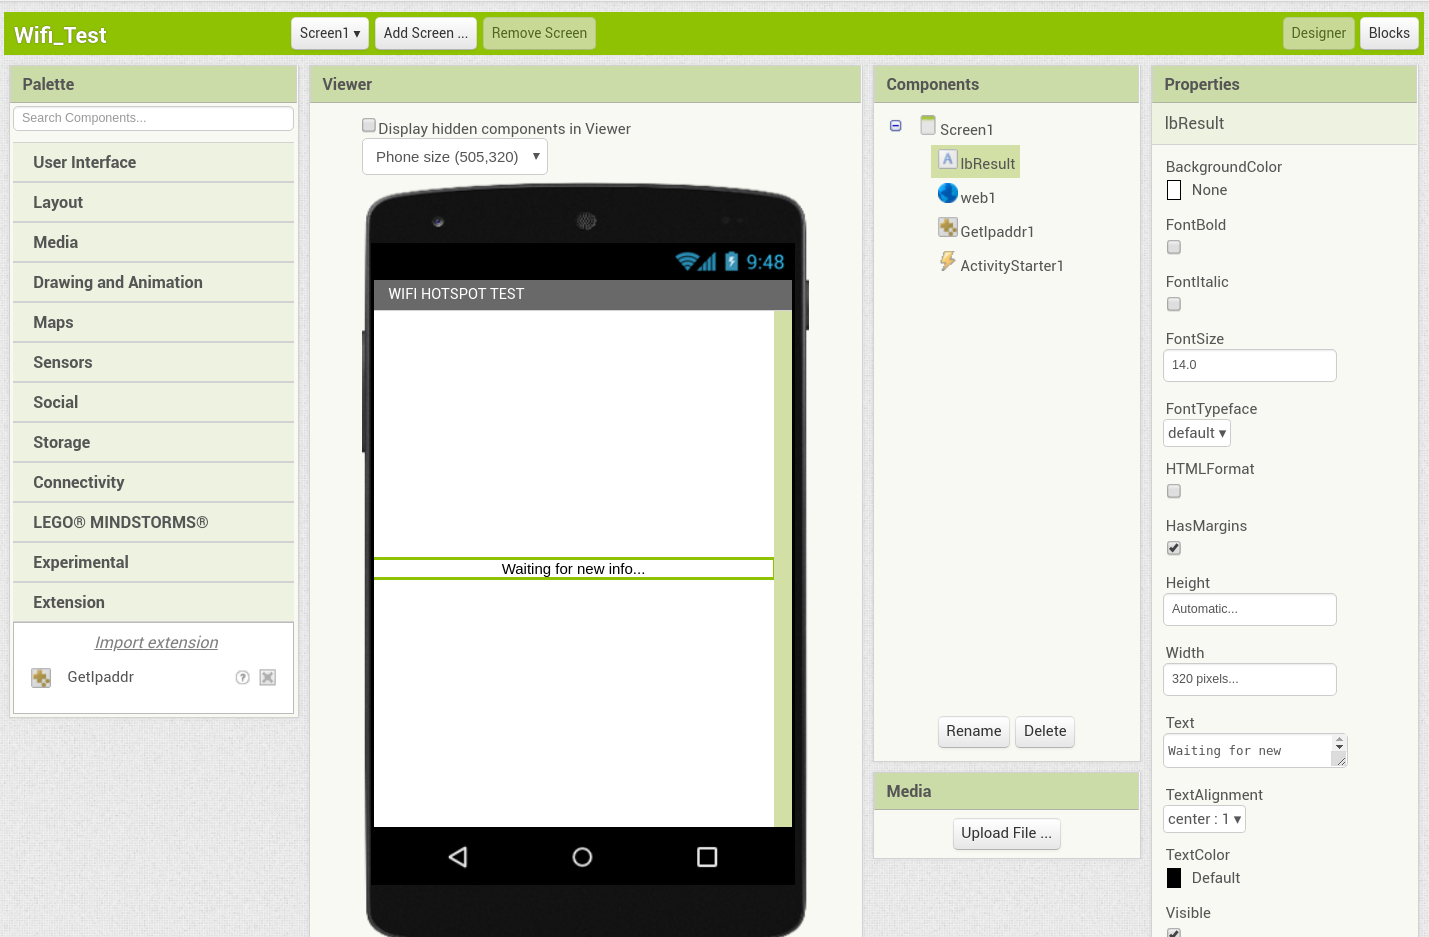 Wifi_Test
Screen1 ▾
Add Screen ...
Remove Screen
Designer
Blocks
Palette
Search Components...
User Interface
Layout
Media
Drawing and Animation
Maps
Sensors
Social
Storage
Connectivity
LEGO® MINDSTORMS®
Experimental
Extension
Import extension
GetIpaddr
?
Viewer
Display hidden components in Viewer
Phone size (505,320)
9:48
WIFI HOTSPOT TEST
Waiting for new info...
Components
Screen1
A lbResult
web1
GetIpaddr1
ActivityStarter1
Rename
Delete
Media
Upload File ...
Properties
lbResult
BackgroundColor
None
FontBold
FontItalic
FontSize
14.0
FontTypeface
default ▾
HTMLFormat
HasMargins
Height
Automatic...
Width
320 pixels...
Text
Waiting for new
TextAlignment
center : 1 ▾
TextColor
Default
Visible